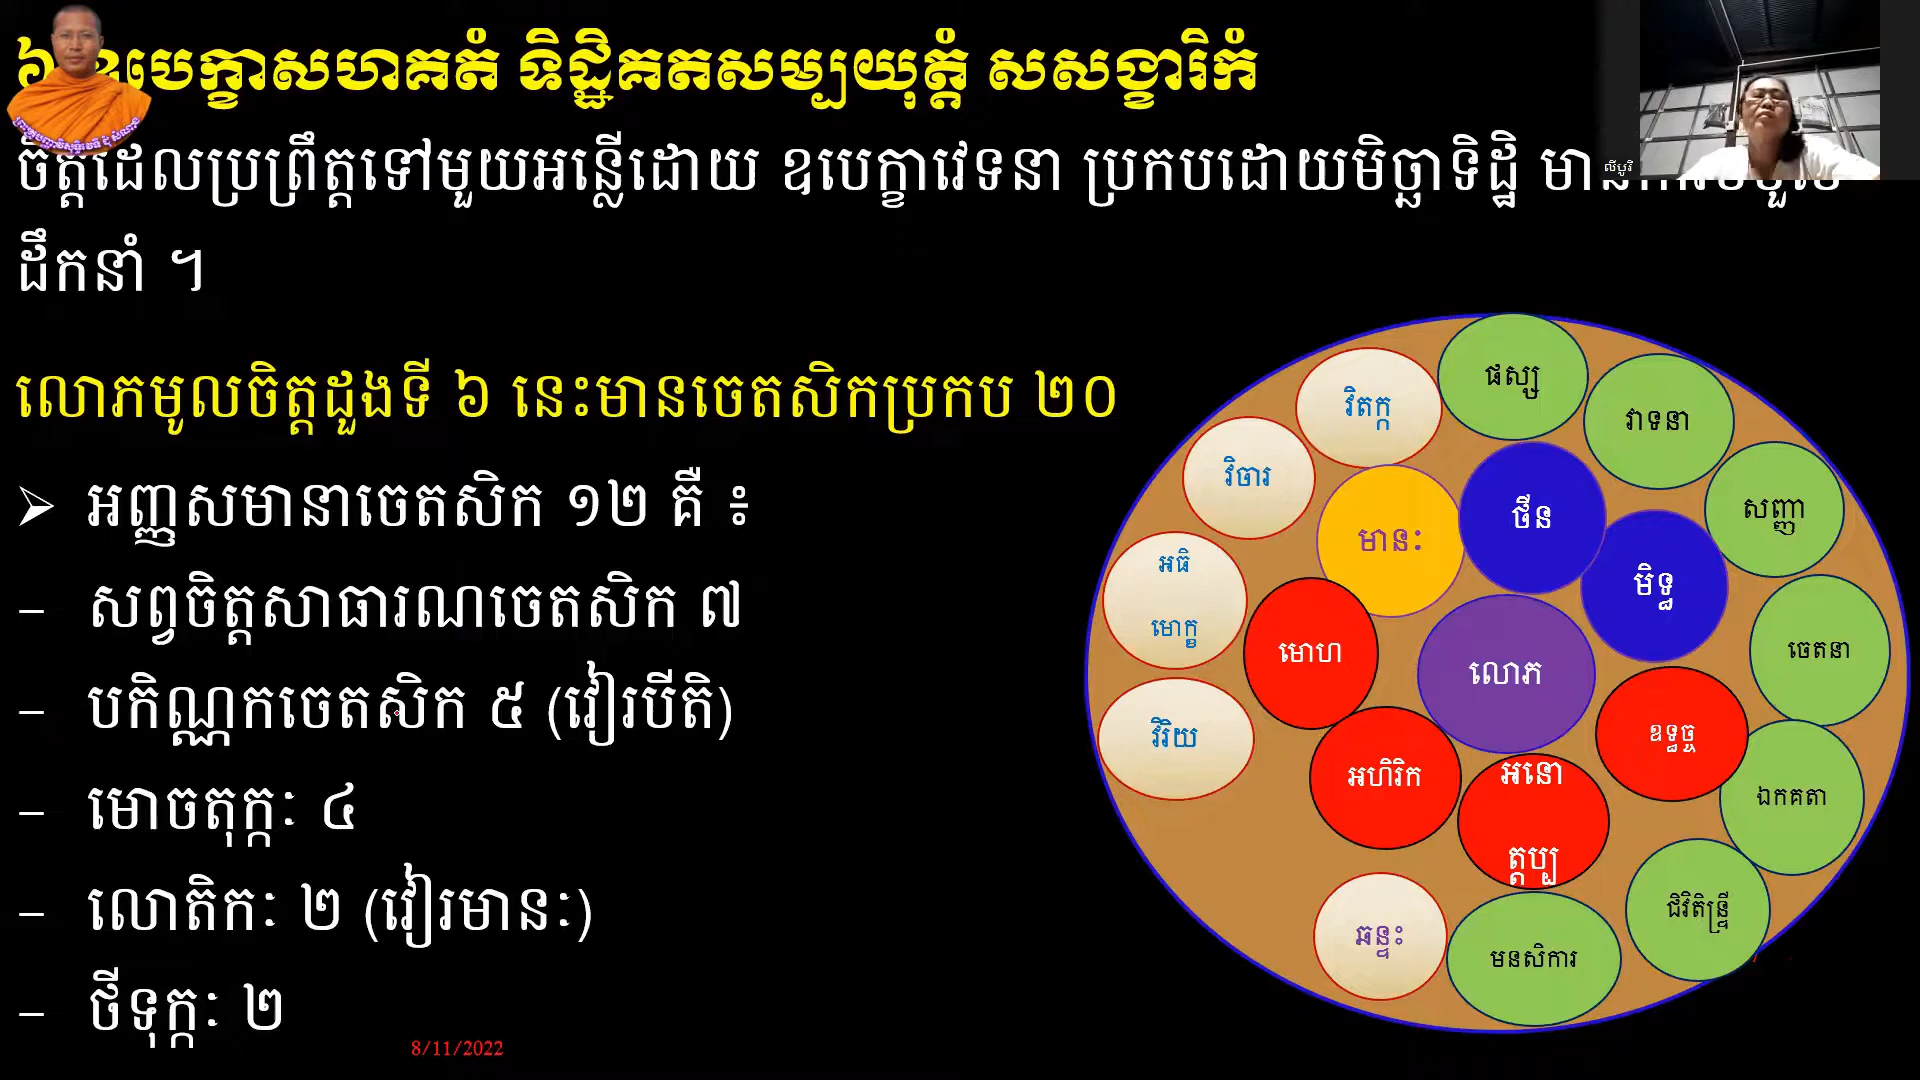 ឧបេក្ខាសហគតំ ទិដ្ឋិគតសម្បយុត្តំ សសង្ខារិកំ
ចិត្តដែលប្រព្រឹត្តទៅមួយអន្លើដោយ ឧបេក្ខាវេទនា ប្រកបដោយមិច្ឆាទិដ្ឋិ មាន
ដឹកនាំ ។
លោភមូលចិត្តដួងទី ៦ នេះមានចេតសិកប្រកប ២០
➢ អញ្ញសមានាចេតសិក ១២ គឺ ៖
– សព្វចិត្តសាធារណចេតសិក ៧
– បកិណ្ណកចេតសិក ៥ (វៀរបីតិ)
– មោចតុក្កៈ ៤
– លោតិកៈ ២ (វៀរមានៈ)
– ថីទុក្កៈ ២
8/11/2022
លីបូរី
ផស្ស
វិតក្ក
វាទនា
វិចារ
សញ្ញា
ថីន
មានៈ
មិទ្ធ
អធិ
មោក្ខ
ចេតនា
មោហ
លោភ
វិរិយ
ឧទ្ធច្ច
អហិរិក
អនោ
ត្តប្ប
ឯកគតា
ជិវិតិន្ទ្រី
ឆន្ទះ
មនសិការ